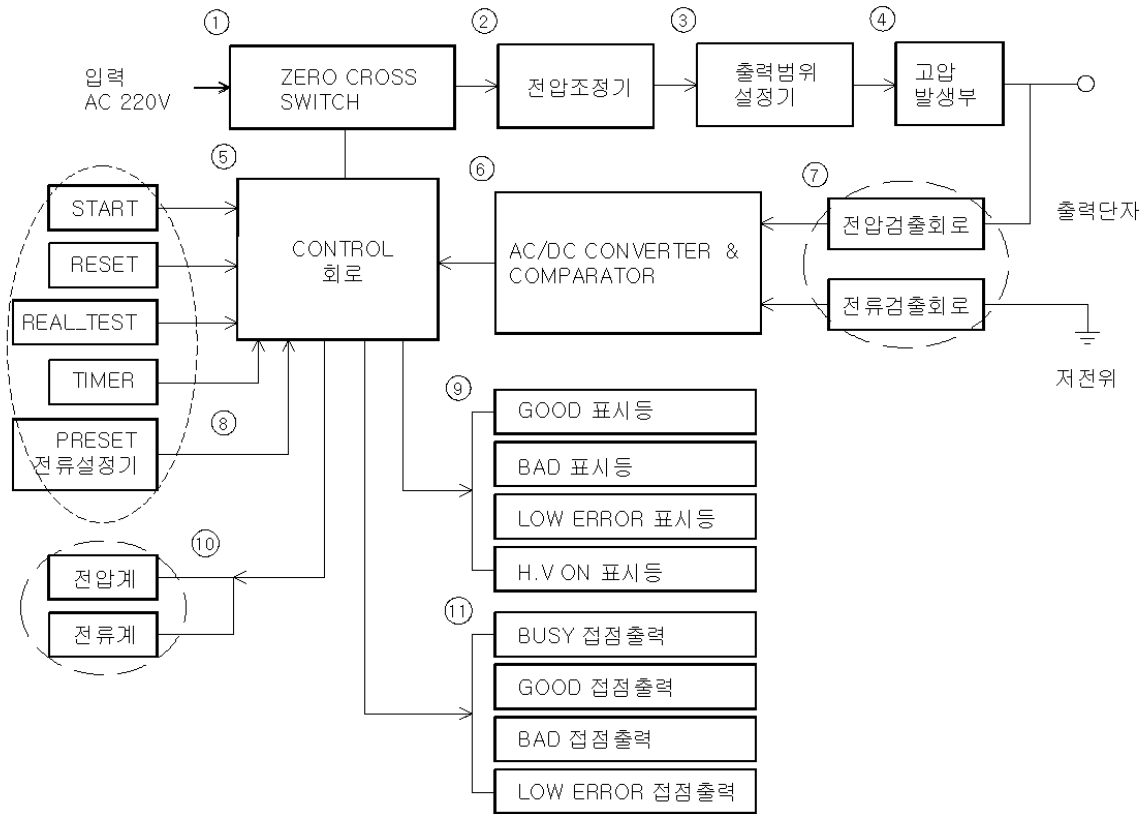 ①
②
③
④
입력
AC 220V
ZERO CROSS
SWITCH
전압조정기
출력범위
설정기
고압
발생부
⑤
⑥
⑦
START
RESET
REAL_TEST
TIMER
PRESET
전류설정기
⑧
CONTROL
회로
AC/DC CONVERTER &
COMPARATOR
전압검출회로
전류검출회로
출력단자
저전위
⑨
GOOD 표시등
BAD 표시등
LOW ERROR 표시등
H.V ON 표시등
⑩
전압계
전류계
⑪
BUSY 접점출력
GOOD 접점출력
BAD 접점출력
LOW ERROR 접점출력